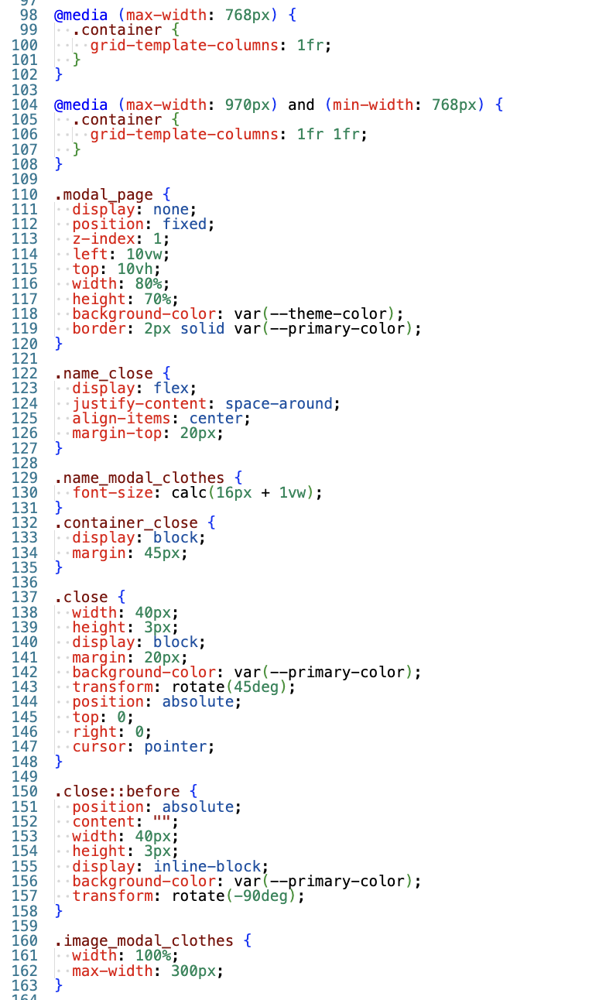 98 @media (max-width: 768px) {
99 .container {
100 grid-template-columns: 1fr;
101 }
102 }
103
104 @media (max-width: 970px) and (min-width: 768px) {
105 .container {
106 grid-template-columns: 1fr 1fr;
107 }
108 }
109
110 .modal_page {
111 display: none;
112 position: fixed;
113 z-index: 1;
114 left: 10vw;
115 top: 10vh;
116 width: 80%;
117 height: 70%;
118 background-color: var(--theme-color);
119 border: 2px solid var(--primary-color);
120 }
121
122 .name_close {
123 display: flex;
124 justify-content: space-around;
125 align-items: center;
126 margin-top: 20px;
127 }
128
129 .name_modal_clothes {
130 font-size: calc(16px + 1vw);
131 }
132 .container_close {
133 display: block;
134 margin: 45px;
135 }
136
137 .close {
138 width: 40px;
139 height: 3px;
140 display: block;
141 margin: 20px;
142 background-color: var(--primary-color);
143 transform: rotate(45deg);
144 position: absolute;
145 top: 0;
146 right: 0;
147 cursor: pointer;
148 }
149
150 .close::before {
151 position: absolute;
152 content: "";
153 width: 40px;
154 height: 3px;
155 display: inline-block;
156 background-color: var(--primary-color);
157 transform: rotate(-90deg);
158 }
159
160 .image_modal_clothes {
161 width: 100%;
162 max-width: 300px;
163 }